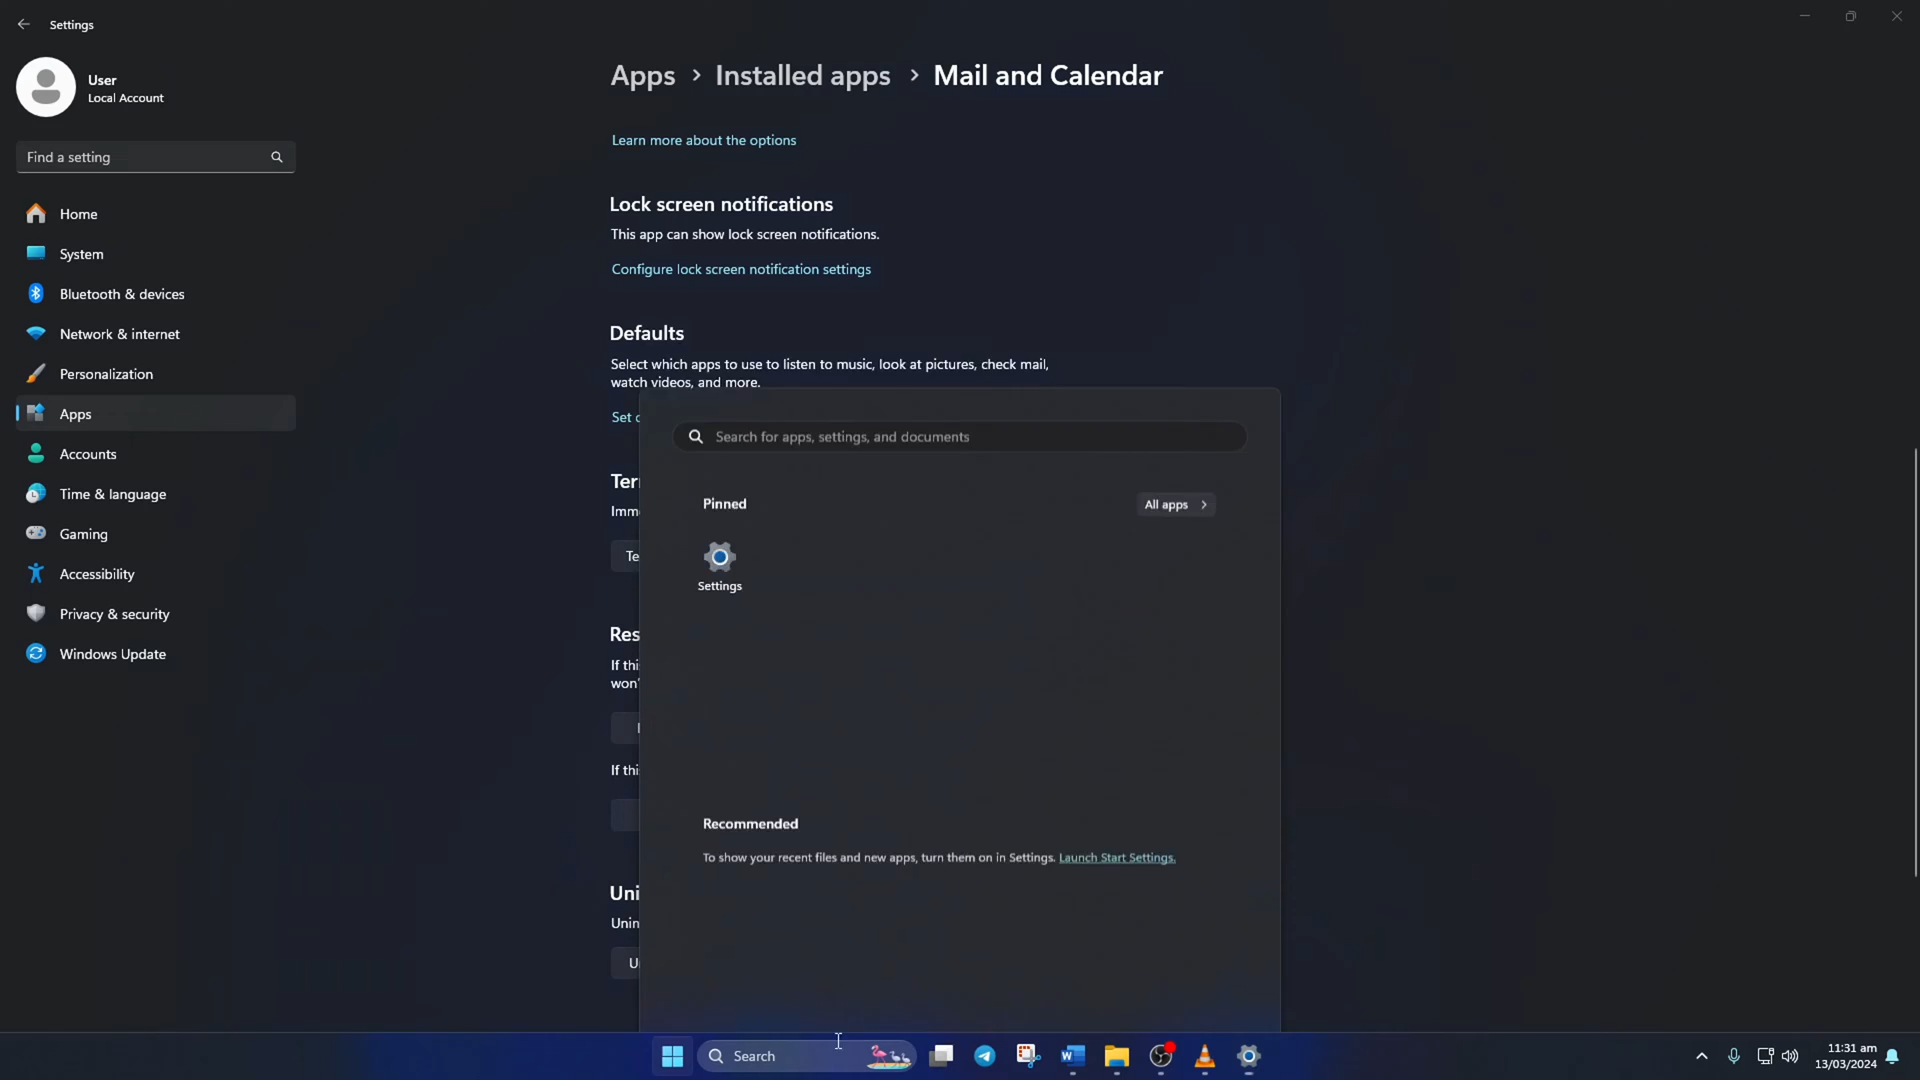 Settings
User
Local Account
Find a setting
Home
System
Bluetooth & devices
Network & internet
Personalization
Apps
Accounts
Time & language
Gaming
Accessibility
Privacy & security
Windows Update
Apps > Installed apps > Mail and Calendar
Learn more about the options
Lock screen notifications
This app can show lock screen notifications.
Configure lock screen notification settings
Defaults
Select which apps to use to listen to music, look at pictures, check mail,
watch videos, and more.
Set
If
If
Search for apps, settings, and documents
Pinned
All apps >
Settings
Recommended
To show your recent files and new apps, turn them on in Settings. Launch Start Settings.
Search
11:31 am
13/03/2024